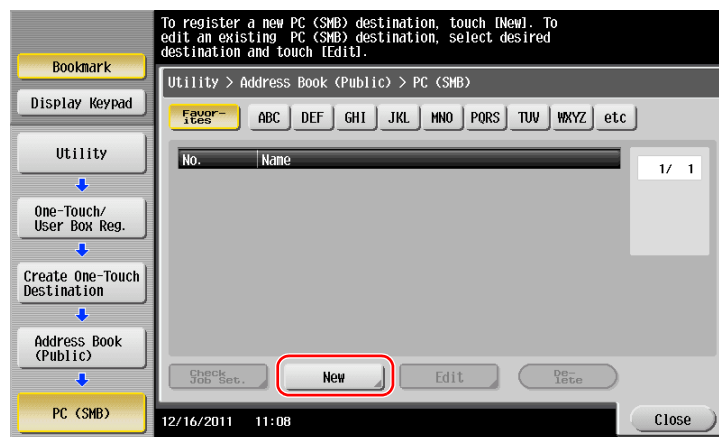 To register a new PC (SMB) destination, touch [New]. To
edit an existing PC (SMB) destination, select desired
destination and touch [Edit].
Bookmark
Display Keypad
Utility
One-Touch/
User Box Reg.
Create One-Touch
Destination
Address Book
(Public)
PC (SMB)
Utility > Address Book (Public) > PC (SMB)
Favor-
ites
ABC DEF GHI JKL MNO PQRS TUV WXYZ etc
No. Name
1/ 1
Check
Job Set.
New
Edit
De-
lete
12/16/2011 11:08
Close